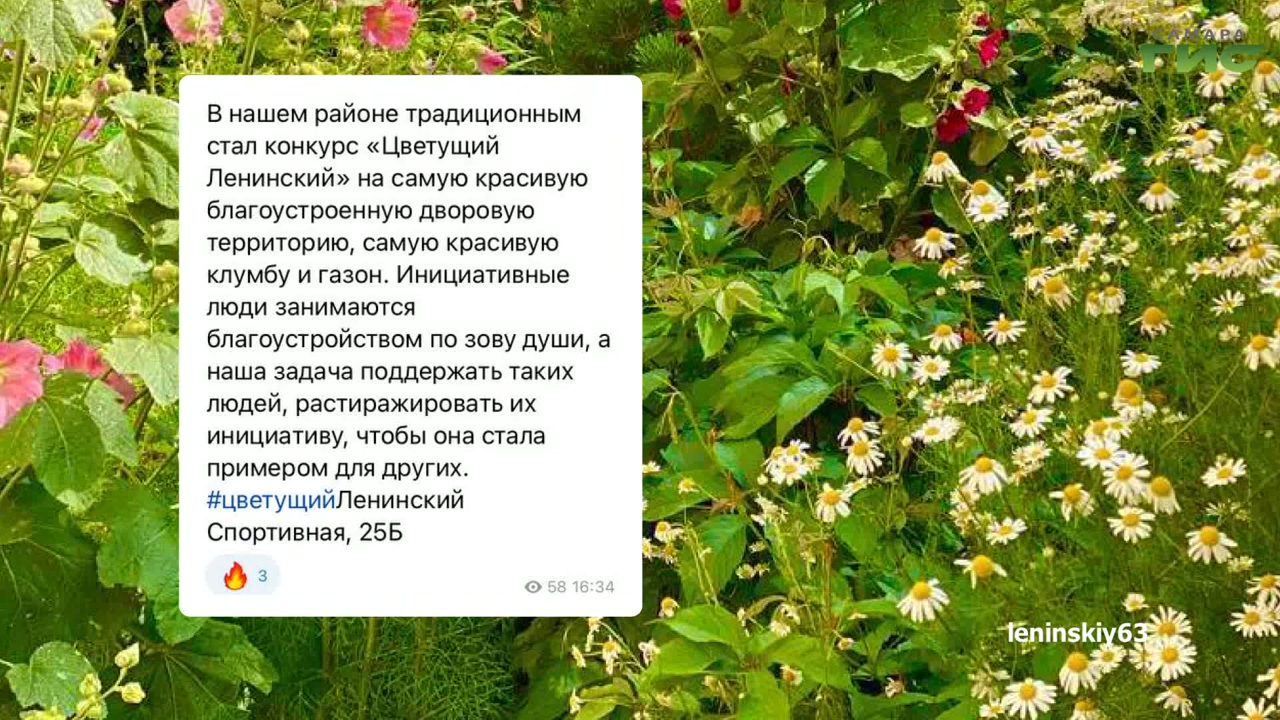 САМАРА
ГИС
В нашем районе традиционным
стал конкурс «Цветущий
Ленинский» на самую красивую
благоустроенную дворовую
территорию, самую красивую
клумбу и газон. Инициативные
люди занимаются
благоустройством по зову души, а
наша задача поддержать таких
людей, растиражировать их
инициативу, чтобы она стала
примером для других.
#цветущийЛенинский
Спортивная, 25Б
3
58 16:34
leninskiy63